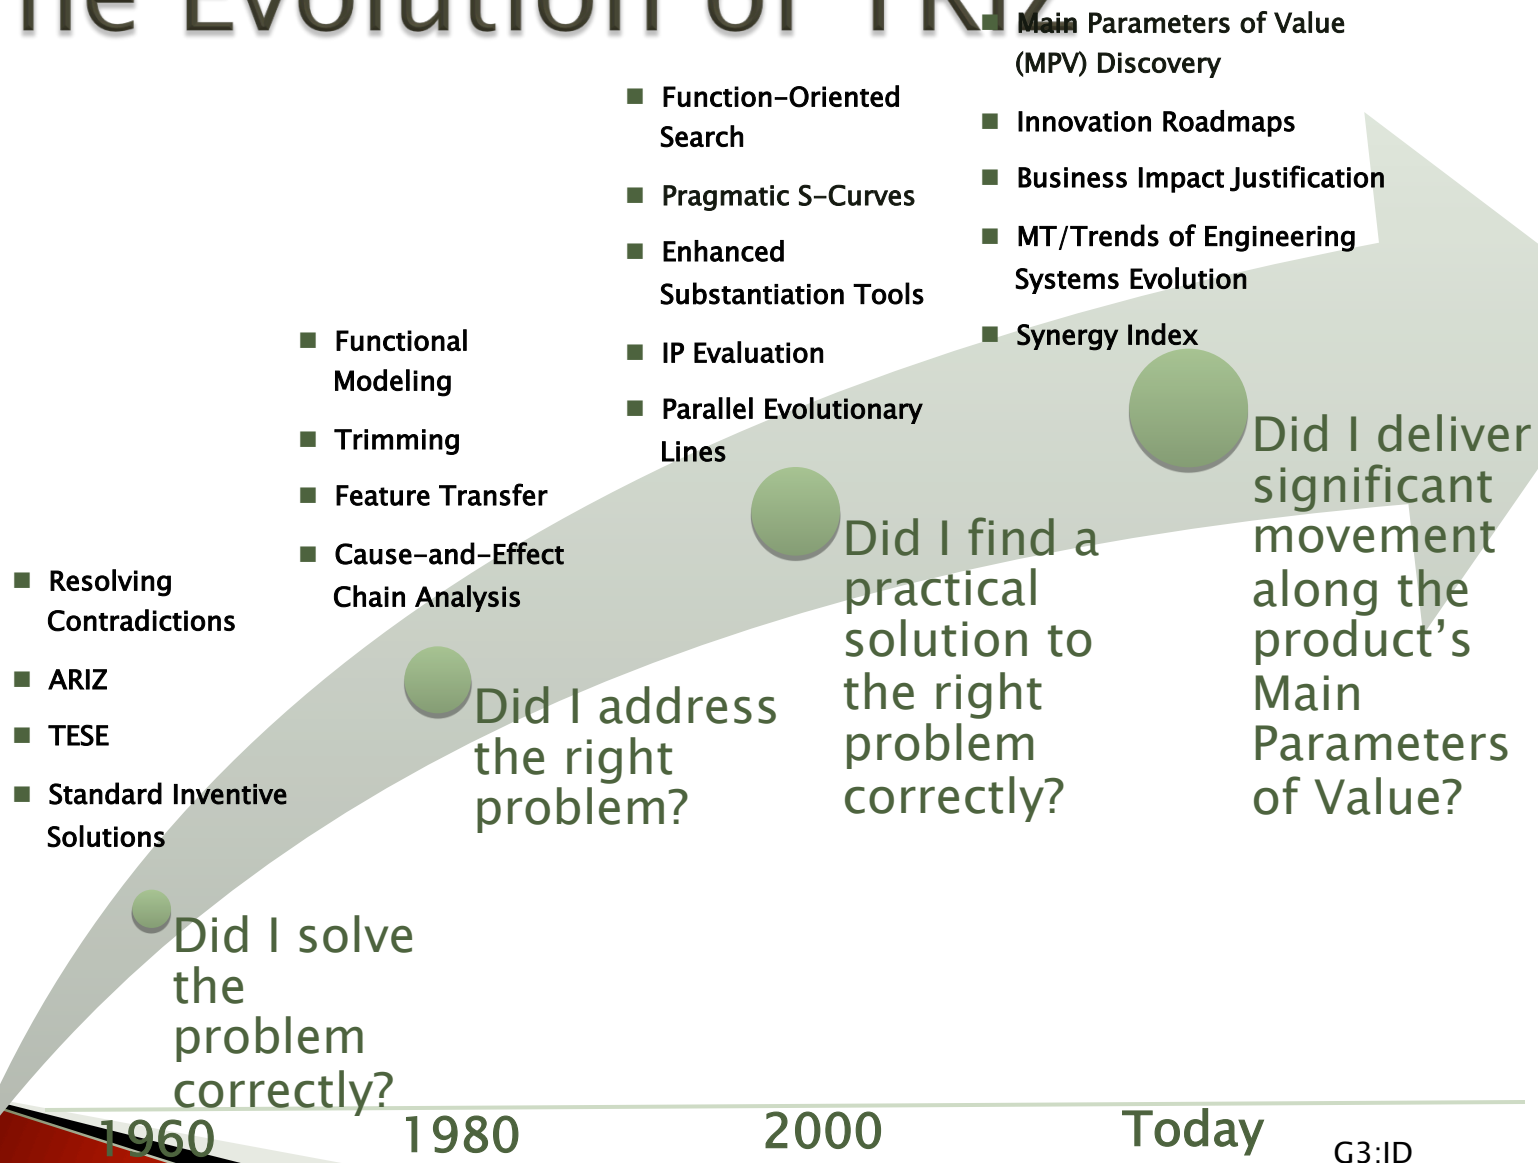 The Evolution of TRIZ
Main Parameters of Value
(MPV) Discovery
Innovation Roadmaps
Business Impact Justification
MT/Trends of Engineering
Systems Evolution
Synergy Index
Function-Oriented
Search
Pragmatic S-Curves
Enhanced
Substantiation Tools
IP Evaluation
Parallel Evolutionary
Lines
Functional
Modeling
Trimming
Feature Transfer
Cause-and-Effect
Chain Analysis
Resolving
Contradictions
ARIZ
TESE
Standard Inventive
Solutions
Did I solve
the
problem
correctly?
Did I address
the right
problem?
Did I find a
practical
solution to
the right
problem
correctly?
Did I deliver
significant
movement
along the
product’s
Main
Parameters
of Value?
1960
1980
2000
Today
G3:ID